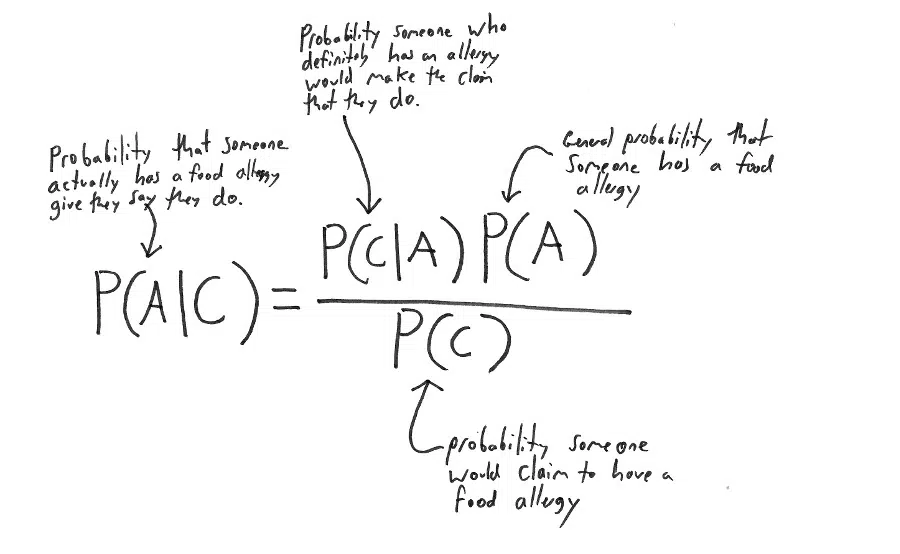 Probability someone who
definitely has an allergy
would make the claim
that they do.
Probability that someone
actually has a food allergy
give they say they do.
General probability that
someone has a food
allergy
P(A|C) =
P(C|A) P(A)
P(C)
probability someone
would claim to have a
food allergy